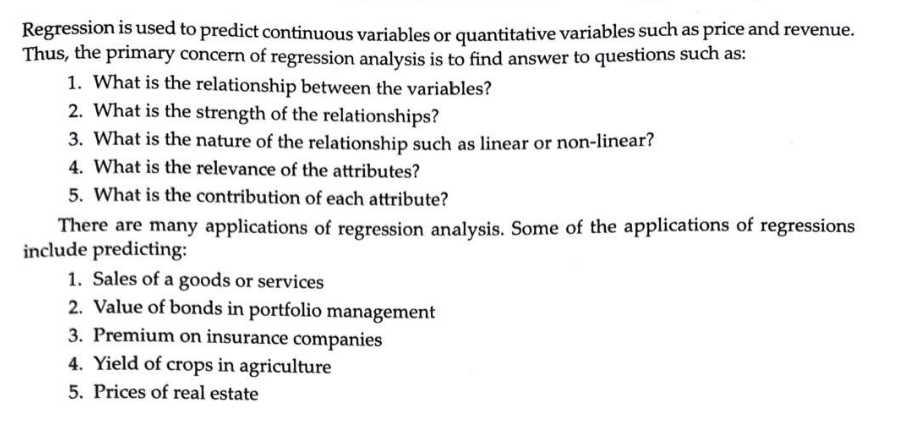 Regression is used to predict continuous variables or quantitative variables such as price and revenue.
Thus, the primary concern of regression analysis is to find answer to questions such as:
1. What is the relationship between the variables?
2. What is the strength of the relationships?
3. What is the nature of the relationship such as linear or non-linear?
4. What is the relevance of the attributes?
5. What is the contribution of each attribute?
There are many applications of regression analysis. Some of the applications of regressions
include predicting:
1. Sales of a goods or services
2. Value of bonds in portfolio management
3. Premium on insurance companies
4. Yield of crops in agriculture
5. Prices of real estate